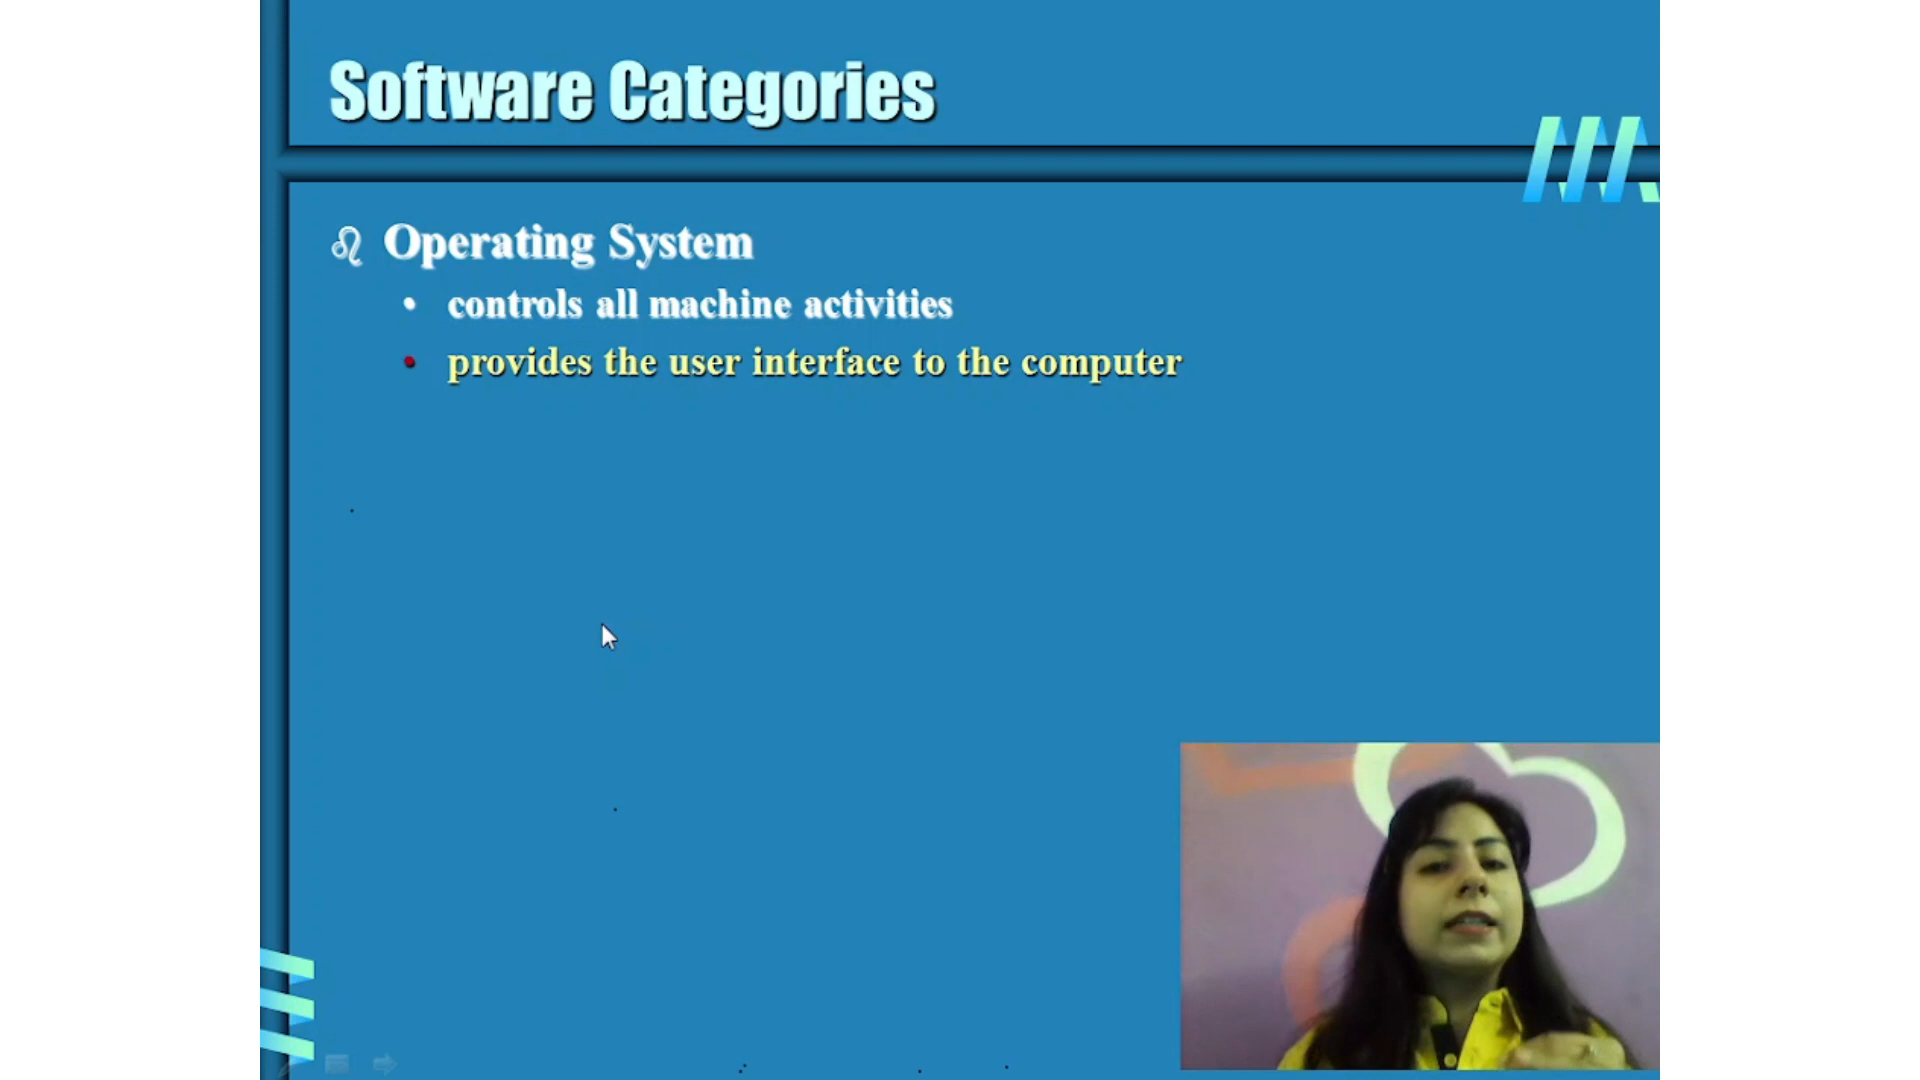 Software Categories
Operating System
• controls all machine activities
• provides the user interface to the computer